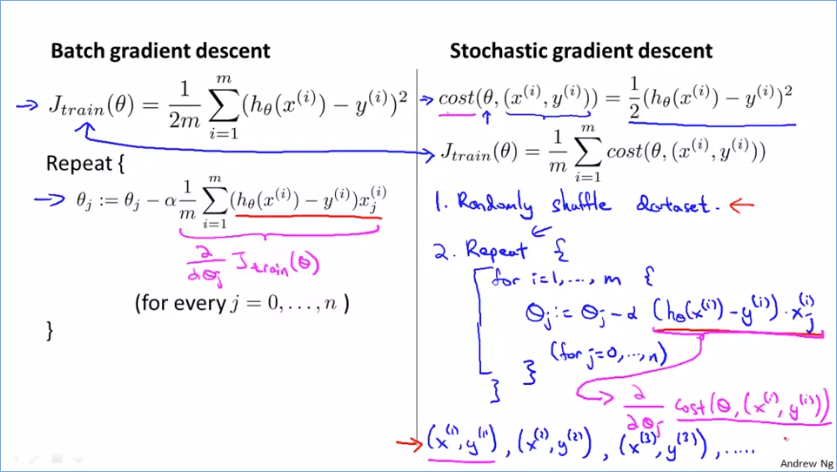 Batch gradient descent
J_train(θ) = 1/2m ∑_{i=1}^{m} (h_θ(x^(i)) − y^(i))²
Repeat {
θ_j := θ_j − α 1/m ∑_{i=1}^{m} (h_θ(x^(i)) − y^(i))x_j^(i)
∂/∂θ_j J_train(θ)
(for every j = 0, . . . , n )
}
Stochastic gradient descent
cost(θ, (x^(i), y^(i))) = 1/2 (h_θ(x^(i)) − y^(i))²
J_train(θ) = 1/m ∑_{i=1}^{m} cost(θ, (x^(i), y^(i)))
1. Randomly shuffle dataset.
2. Repeat {
for i=1,...,m {
θ_j := θ_j − α (h_θ(x^(i)) − y^(i)) · x_j^(i)
(for j=0,...,n)
}
}
∂/∂θ_j cost(θ, (x^(i), y^(i)))
(x^(1), y^(1)), (x^(2), y^(2)), (x^(3), y^(3)), .....
Andrew Ng